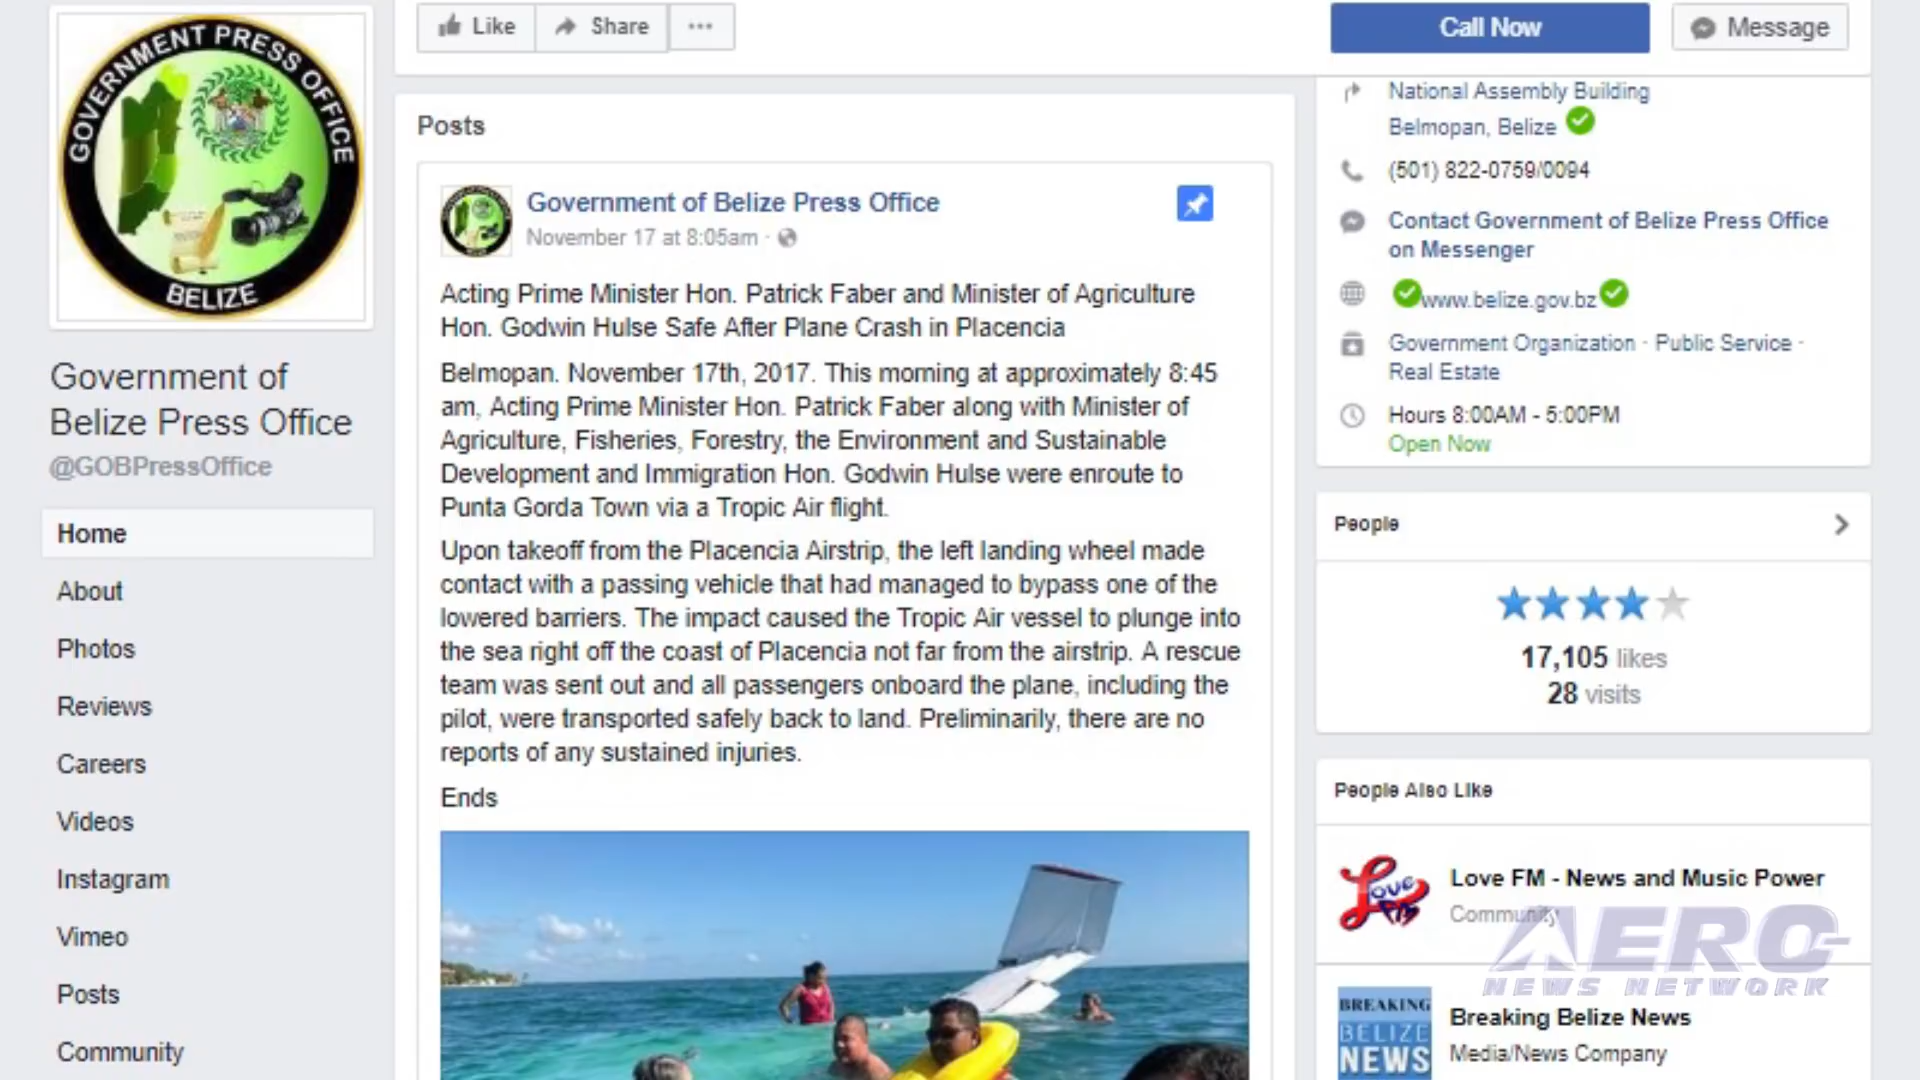 GOVERNMENT PRESS OFFICE
BELIZE
Government of
Belize Press Office
@GOBPressOffice
Home
About
Photos
Reviews
Careers
Videos
Instagram
Vimeo
Posts
Community
Like
Share
Call Now
Message
Posts
Government of Belize Press Office
November 17 at 8:05am ·
Acting Prime Minister Hon. Patrick Faber and Minister of Agriculture
Hon. Godwin Hulse Safe After Plane Crash in Placencia
Belmopan. November 17th, 2017. This morning at approximately 8:45
am, Acting Prime Minister Hon. Patrick Faber along with Minister of
Agriculture, Fisheries, Forestry, the Environment and Sustainable
Development and Immigration Hon. Godwin Hulse were enroute to
Punta Gorda Town via a Tropic Air flight.
Upon takeoff from the Placencia Airstrip, the left landing wheel made
contact with a passing vehicle that had managed to bypass one of the
lowered barriers. The impact caused the Tropic Air vessel to plunge into
the sea right off the coast of Placencia not far from the airstrip. A rescue
team was sent out and all passengers onboard the plane, including the
pilot, were transported safely back to land. Preliminarily, there are no
reports of any sustained injuries.
Ends
National Assembly Building
Belmopan, Belize
(501) 822-0759/0094
Contact Government of Belize Press Office
on Messenger
www.belize.gov.bz
Government Organization · Public Service ·
Real Estate
Hours 8:00AM - 5:00PM
Open Now
People
17,105 likes
28 visits
People Also Like
Love FM
Love FM - News and Music Power
Community
AERO-
NEWS NETWORK
BREAKING
BELIZE
NEWS
Breaking Belize News
Media/News Company